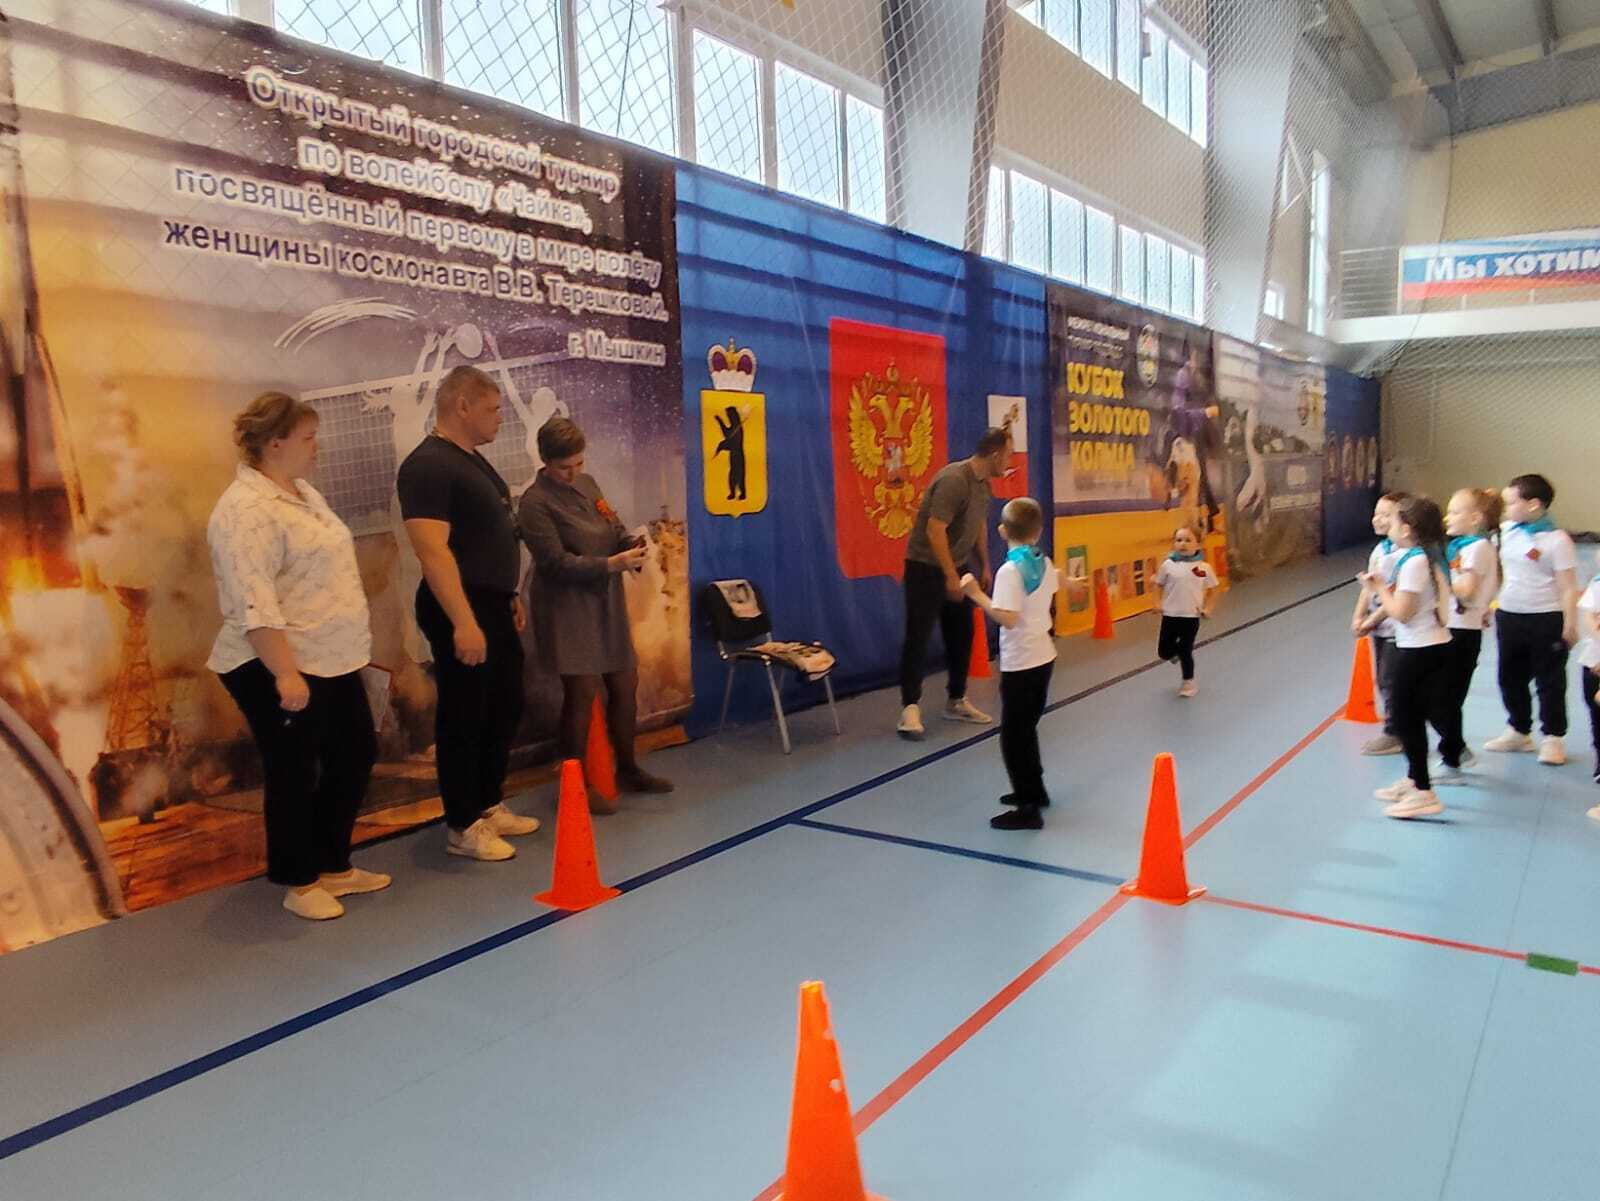 Открытый городской турнир
по волейболу «Чайка»,
посвящённый первому в мире полёту
женщины космонавта В.В. Терешковой.
г. Мышкин
КУБОК
ЗОЛОТОГО
КОЛЬЦА
Мы хотим